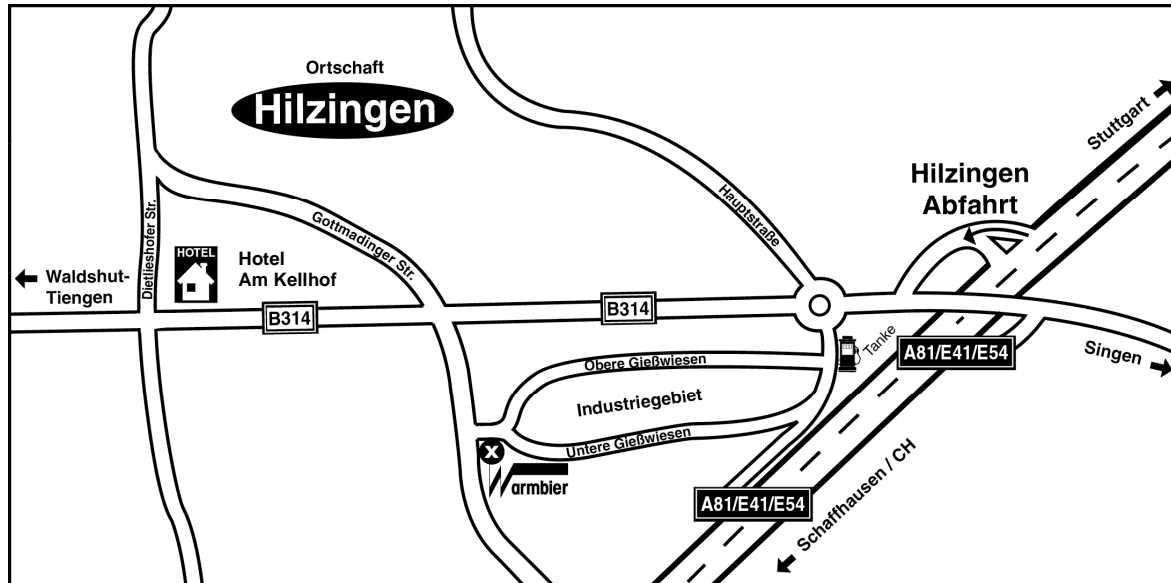 Ortschaft
Hilzingen
Stuttgart
Hilzingen
Abfahrt
Hauptstraße
Gottmadinger Str.
Dietlieshofer Str.
HOTEL
Hotel
Am Kellhof
Waldshut-
Tiengen
B314
B314
Tanke
A81/E41/E54
Singen
Obere Gießwiesen
Industriegebiet
Untere Gießwiesen
X
Warmbier
A81/E41/E54
Schaffhausen / CH